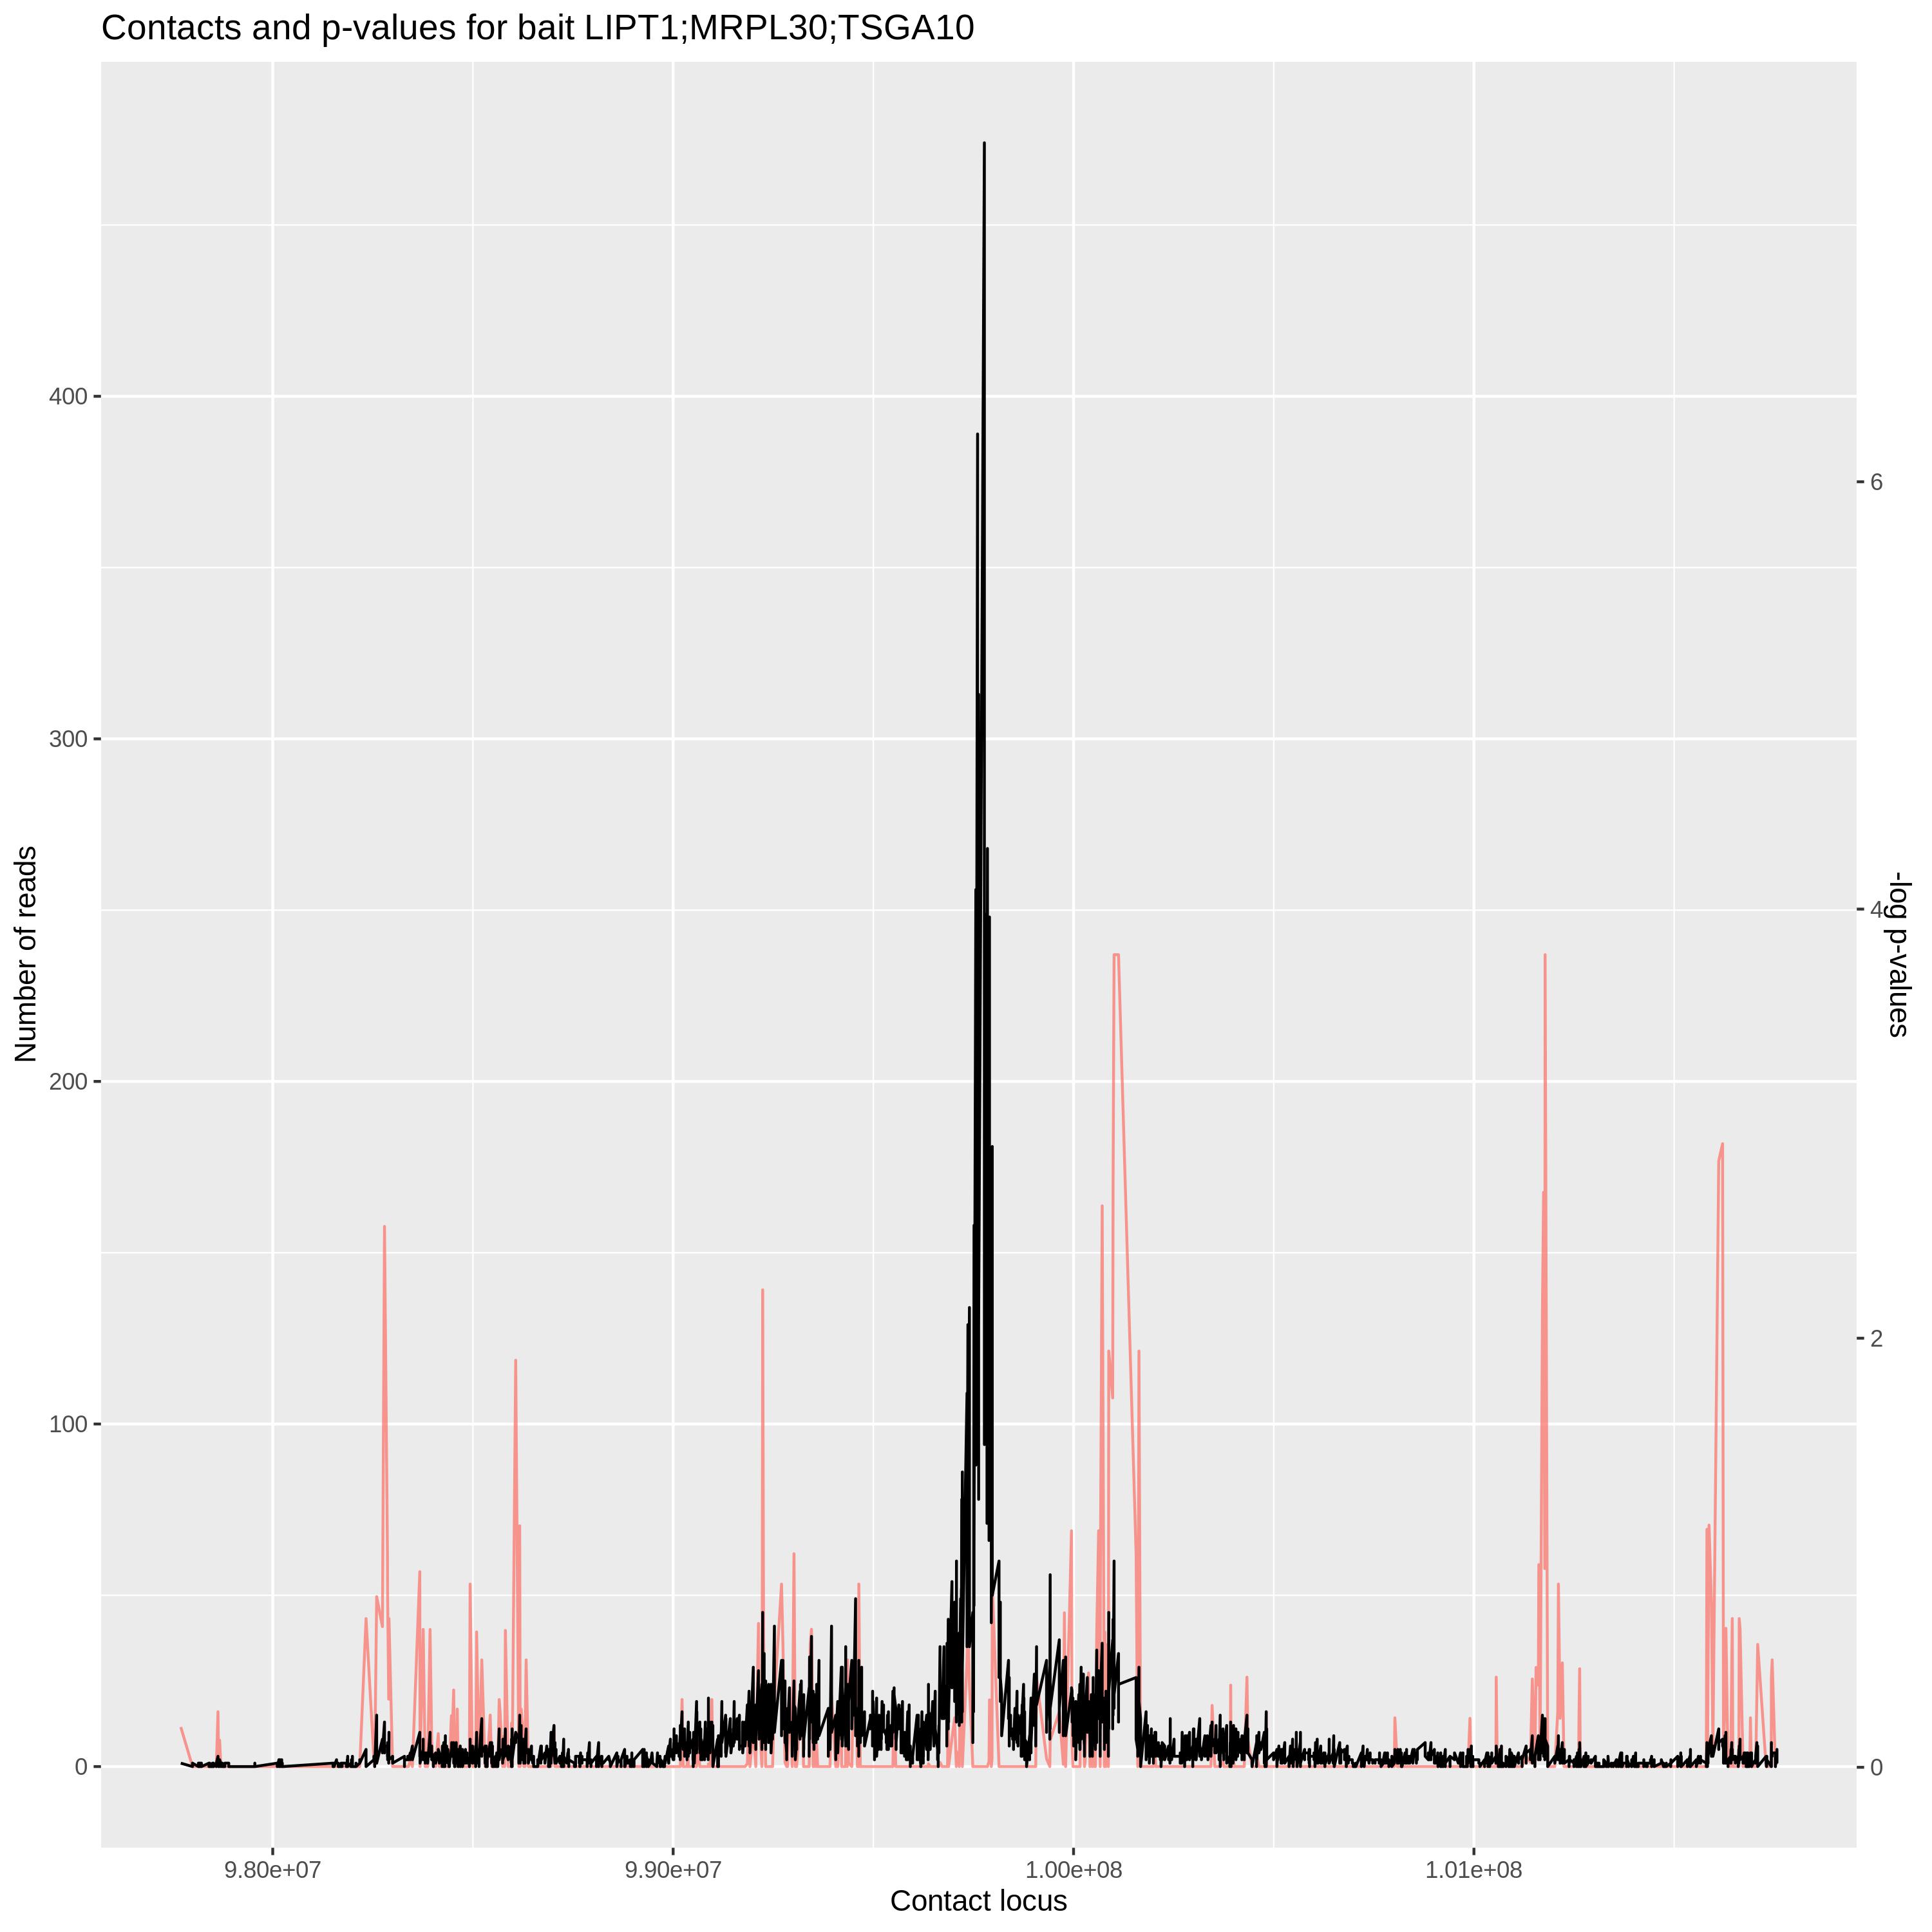 Contacts and p-values for bait LIPT1;MRPL30;TSGA10
Number of reads
400
300
200
100
0
6
4
2
0
-log p-values
9.80e+07 9.90e+07 1.00e+08 1.01e+08
Contact locus